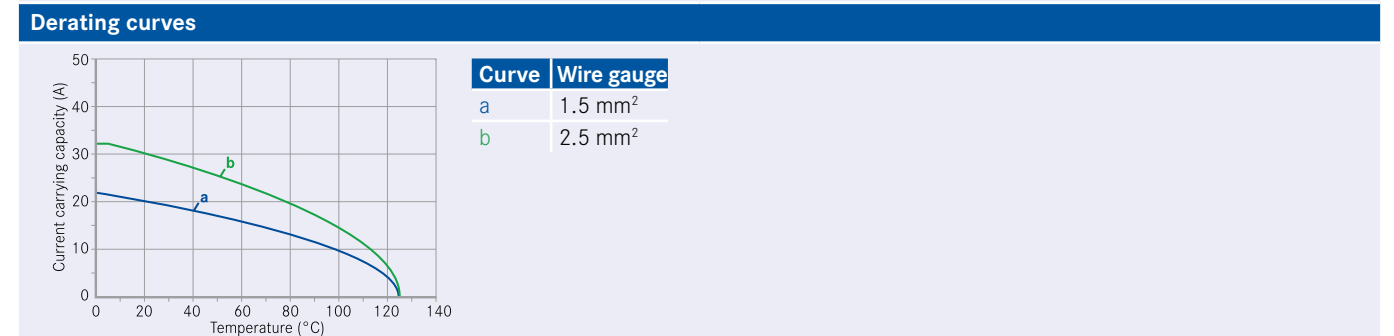 Derating curves
Current carrying capacity (A)
50
40
30
20
10
0
b
a
0 20 40 60 80 100 120 140
Temperature (°C)
Curve Wire gauge
a 1.5 mm²
b 2.5 mm²